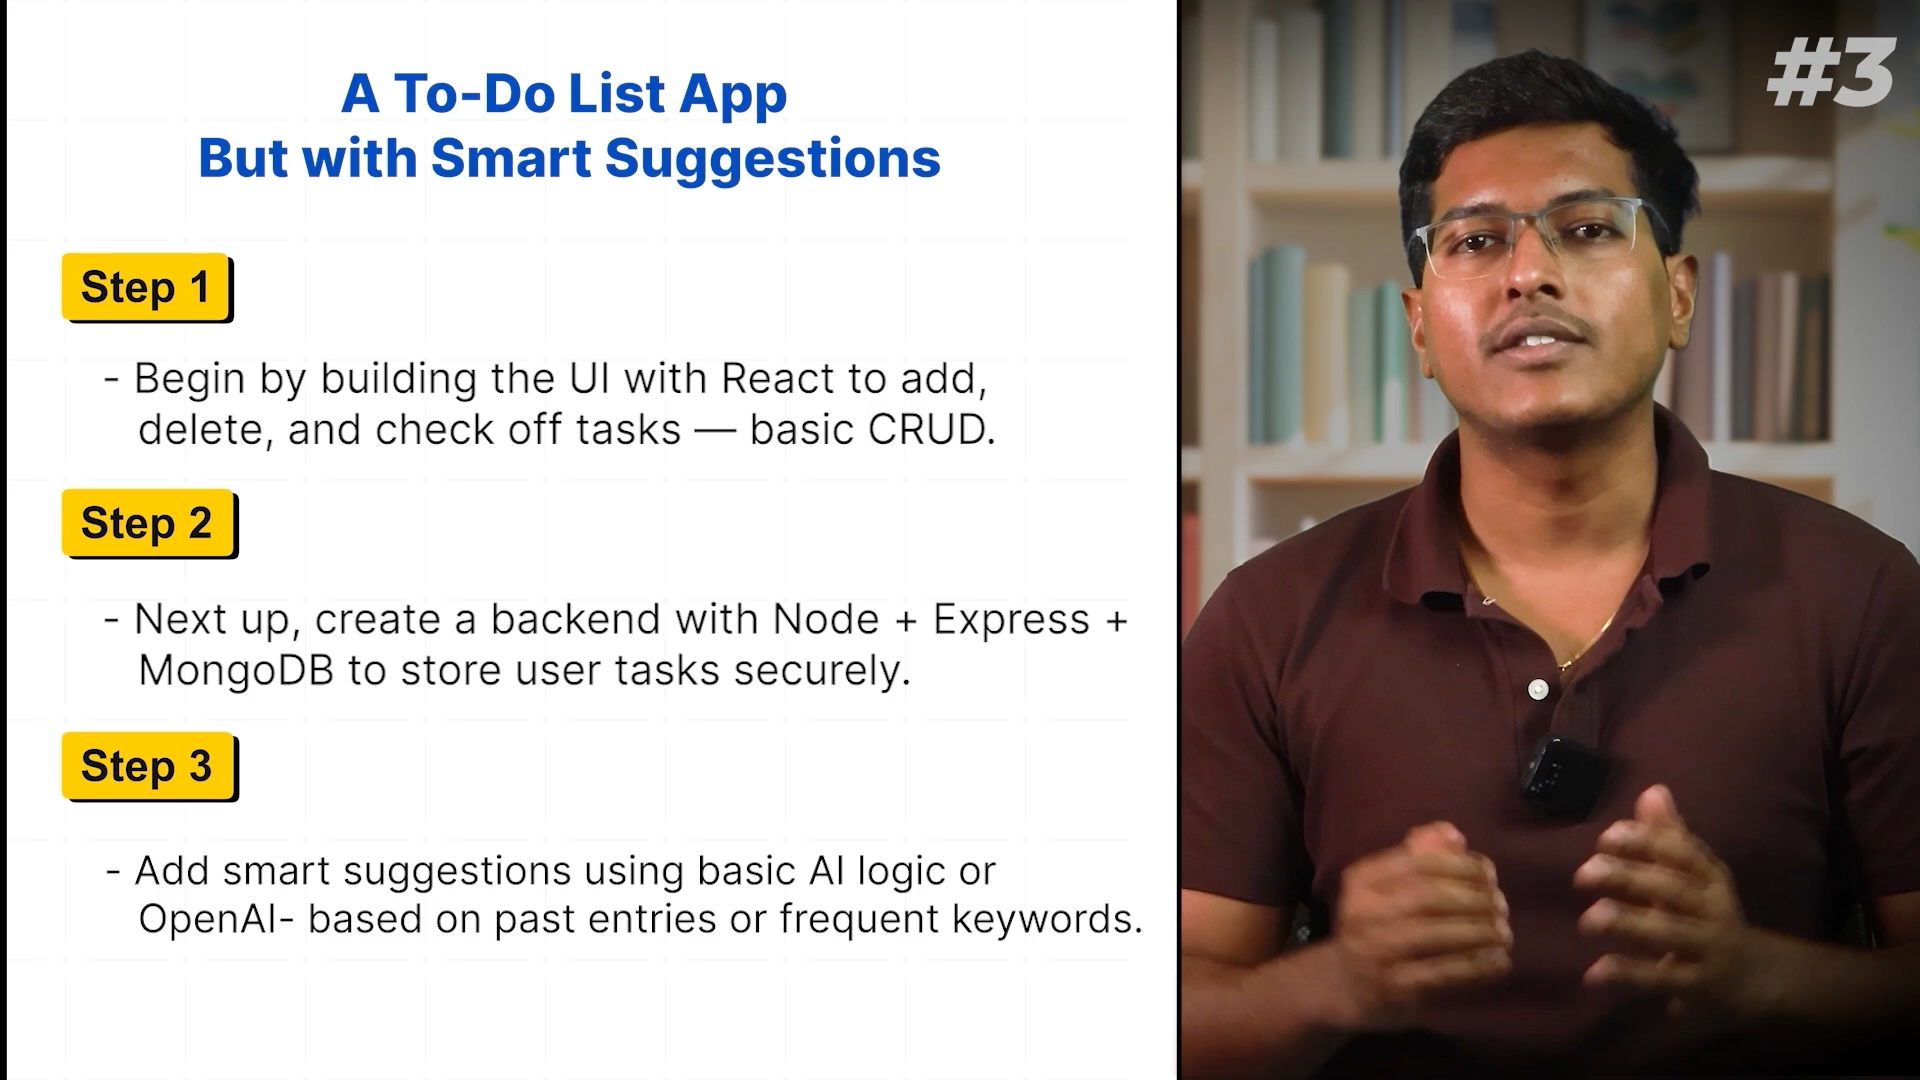 A To-Do List App
But with Smart Suggestions
Step 1
- Begin by building the UI with React to add,
delete, and check off tasks — basic CRUD.
Step 2
- Next up, create a backend with Node + Express +
MongoDB to store user tasks securely.
Step 3
- Add smart suggestions using basic AI logic or
OpenAI- based on past entries or frequent keywords.
#3